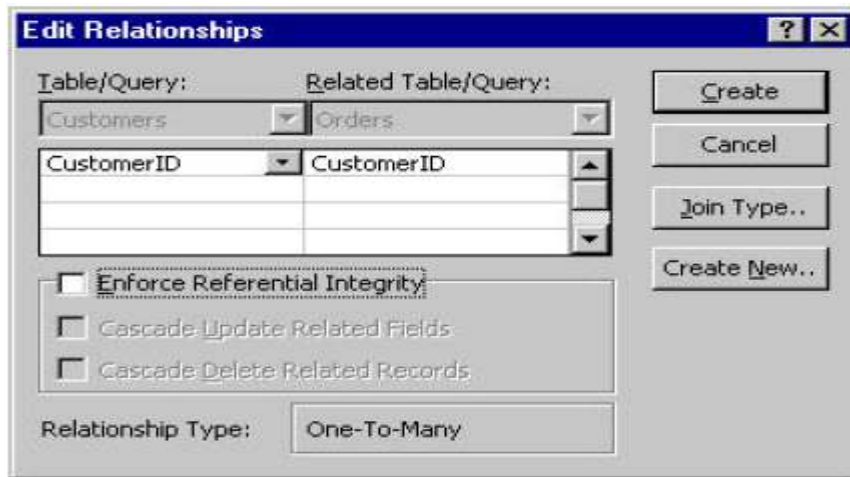 Edit Relationships
Table/Query: Related Table/Query:
Customers Orders
CustomerID CustomerID
Enforce Referential Integrity
Cascade Update Related Fields
Cascade Delete Related Records
Relationship Type: One-To-Many
Create
Cancel
Join Type..
Create New..